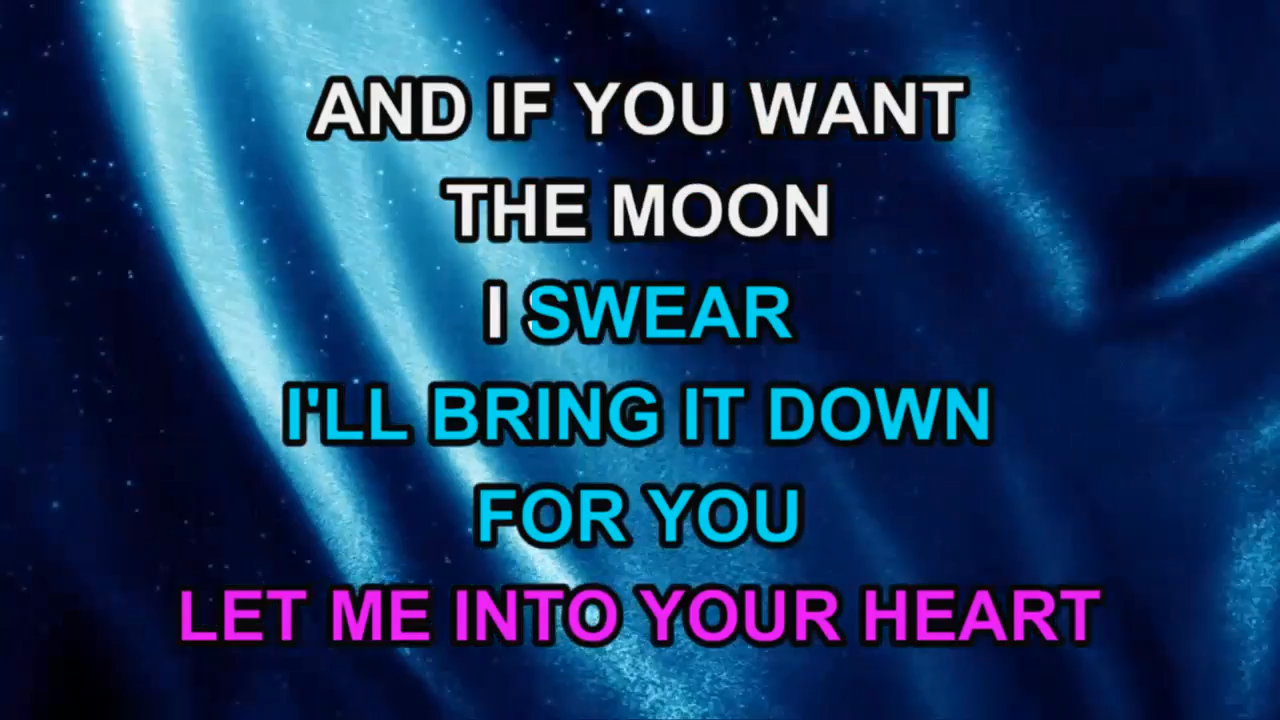 AND IF YOU WANT
THE MOON
I SWEAR
I'LL BRING IT DOWN
FOR YOU
LET ME INTO YOUR HEART